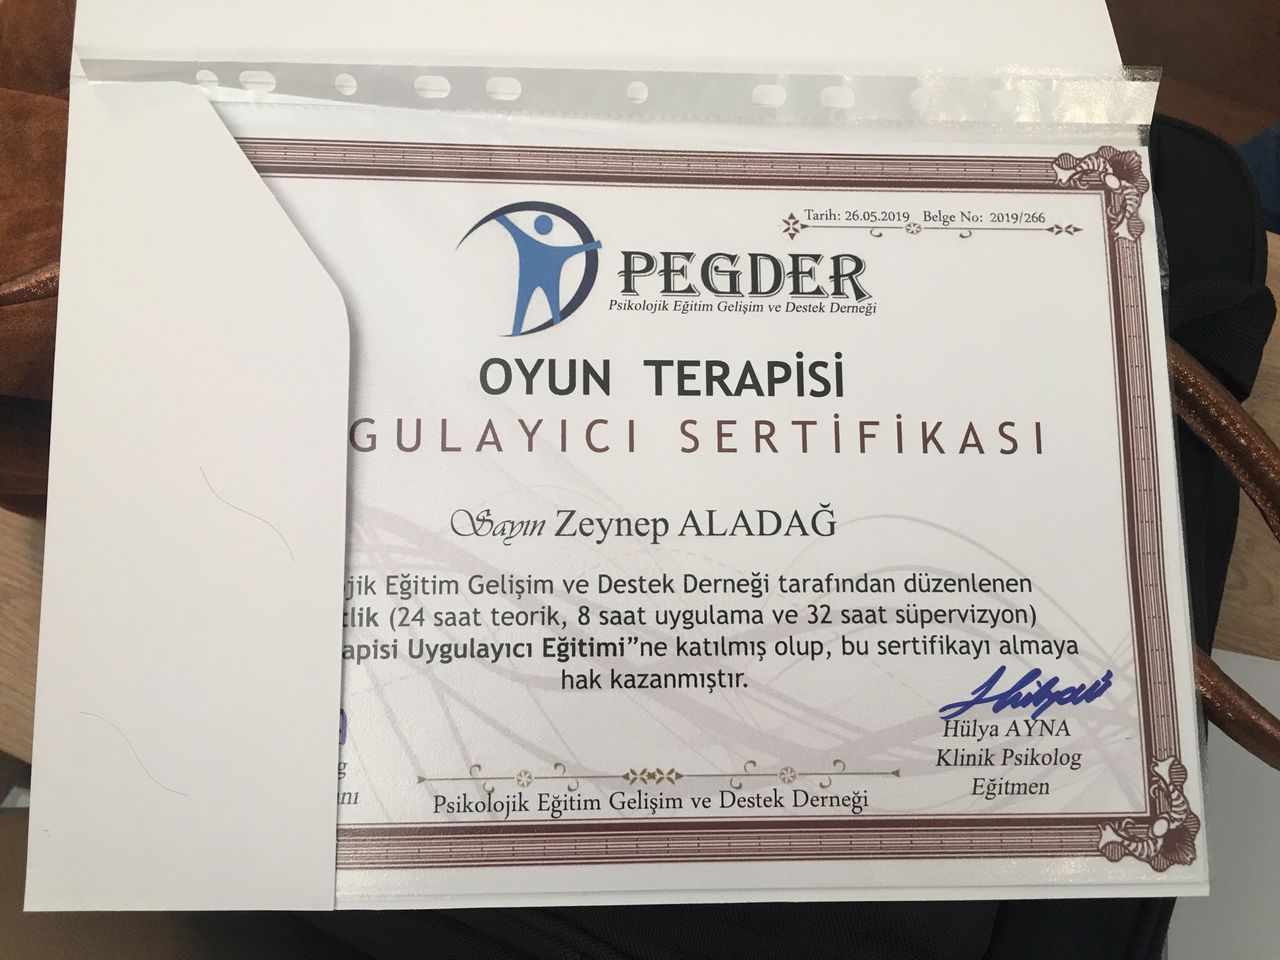 Tarih: 26.05.2019 Belge No: 2019/266
PEGDER
Psikolojik Eğitim Gelişim ve Destek Derneği
OYUN TERAPİSİ
GULAYICI SERTİFİKASI
Sayın Zeynep ALADAĞ
jik Eğitim Gelişim ve Destek Derneği tarafından düzenlenen
tlik (24 saat teorik, 8 saat uygulama ve 32 saat süpervizyon)
apisi Uygulayıcı Eğitimi”ne katılmış olup, bu sertifikayı almaya
hak kazanmıştır.
Hülya AYNA
Klinik Psikolog
Eğitmen
g
nı
Psikolojik Eğitim Gelişim ve Destek Derneği